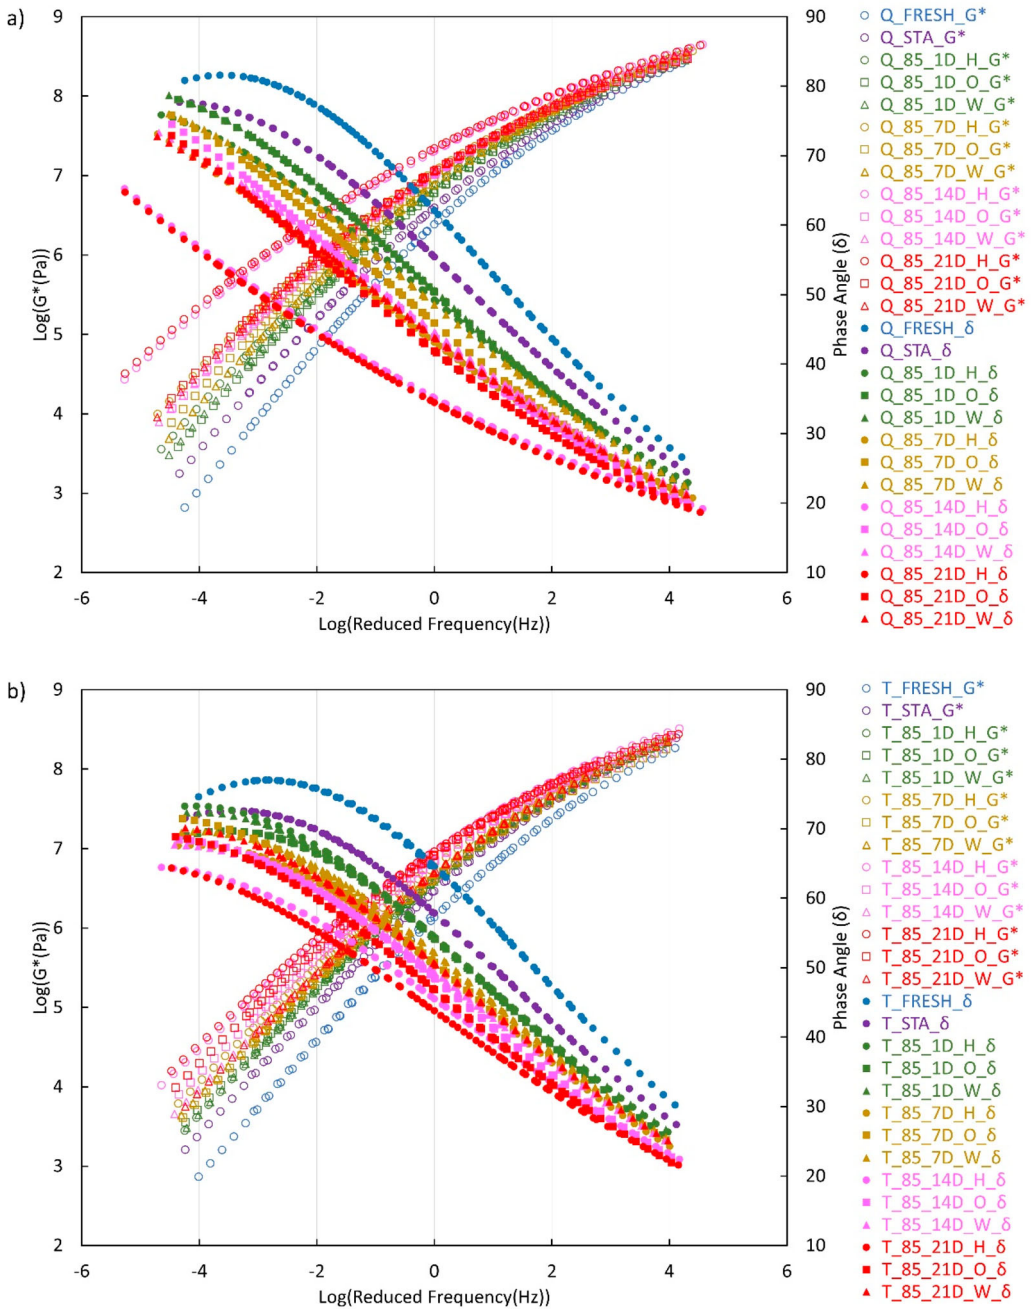 a)
9
8
7
6
5
4
3
2
Log(G*(Pa))
-6
-4
-2
0
2
4
6
Log(Reduced Frequency(Hz))
90
80
70
60
50
40
30
20
10
Phase Angle (δ)
Q_FRESH_G*
Q_STA_G*
Q_85_1D_H_G*
Q_85_1D_O_G*
Q_85_1D_W_G*
Q_85_7D_H_G*
Q_85_7D_O_G*
Q_85_7D_W_G*
Q_85_14D_H_G*
Q_85_14D_O_G*
Q_85_14D_W_G*
Q_85_21D_H_G*
Q_85_21D_O_G*
Q_85_21D_W_G*
Q_FRESH_δ
Q_STA_δ
Q_85_1D_H_δ
Q_85_1D_O_δ
Q_85_1D_W_δ
Q_85_7D_H_δ
Q_85_7D_O_δ
Q_85_7D_W_δ
Q_85_14D_H_δ
Q_85_14D_O_δ
Q_85_14D_W_δ
Q_85_21D_H_δ
Q_85_21D_O_δ
Q_85_21D_W_δ
b)
9
8
7
6
5
4
3
2
Log(G*(Pa))
-6
-4
-2
0
2
4
6
Log(Reduced Frequency(Hz))
90
80
70
60
50
40
30
20
10
Phase Angle (δ)
T_FRESH_G*
T_STA_G*
T_85_1D_H_G*
T_85_1D_O_G*
T_85_1D_W_G*
T_85_7D_H_G*
T_85_7D_O_G*
T_85_7D_W_G*
T_85_14D_H_G*
T_85_14D_O_G*
T_85_14D_W_G*
T_85_21D_H_G*
T_85_21D_O_G*
T_85_21D_W_G*
T_FRESH_δ
T_STA_δ
T_85_1D_H_δ
T_85_1D_O_δ
T_85_1D_W_δ
T_85_7D_H_δ
T_85_7D_O_δ
T_85_7D_W_δ
T_85_14D_H_δ
T_85_14D_O_δ
T_85_14D_W_δ
T_85_21D_H_δ
T_85_21D_O_δ
T_85_21D_W_δ